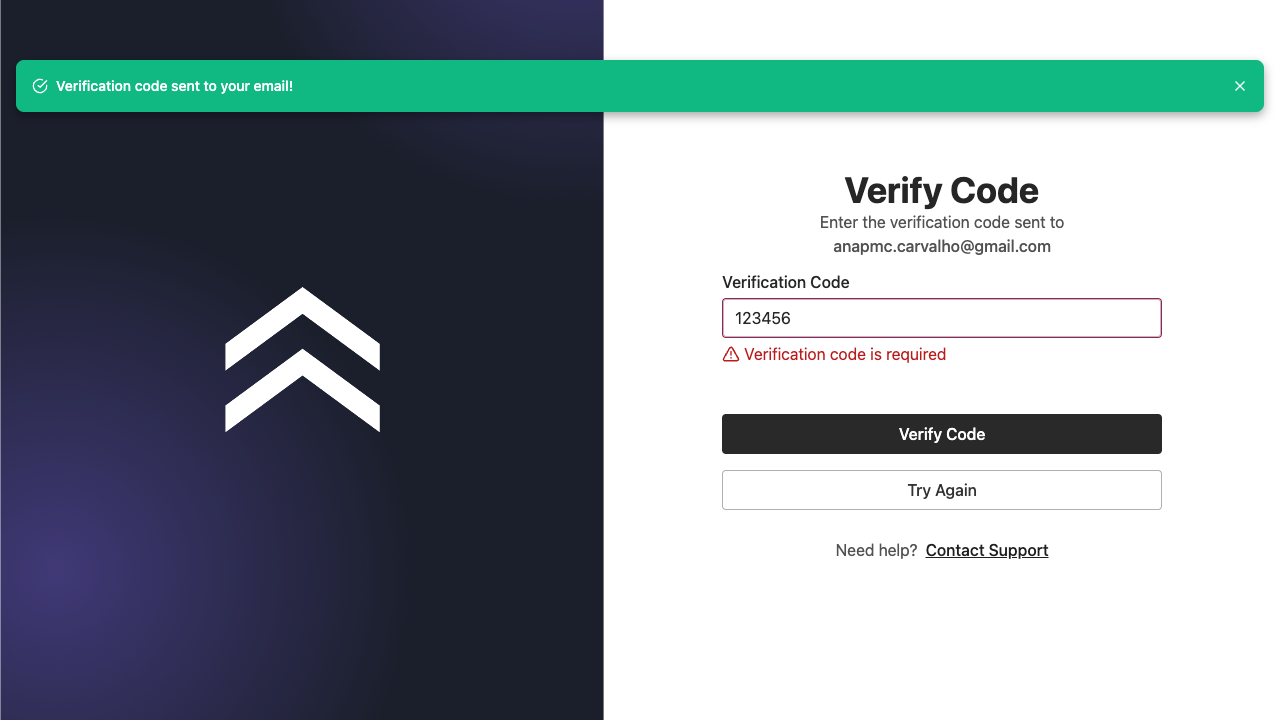 Verification code sent to your email!
Verify Code
Enter the verification code sent to
anapmc.carvalho@gmail.com
Verification Code
123456
Verification code is required
Verify Code
Try Again
Need help? Contact Support